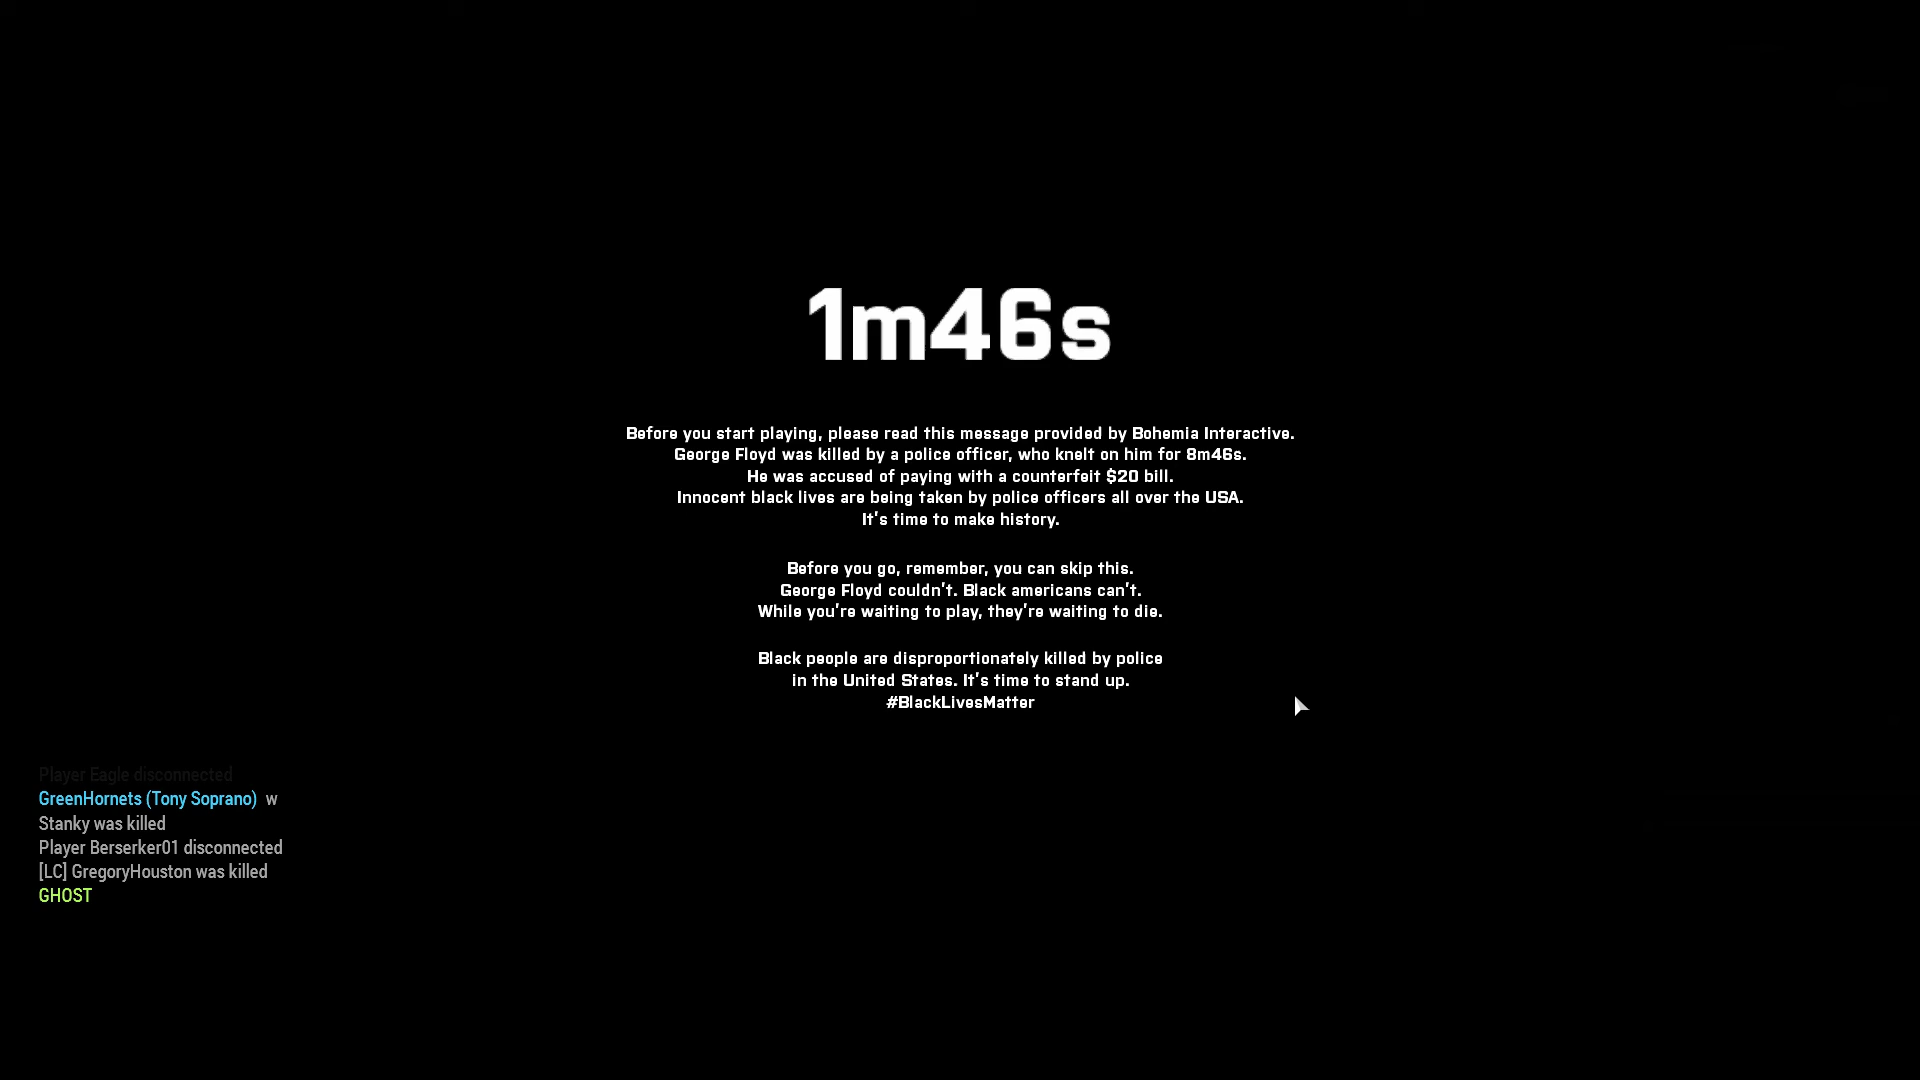 1m46s
Before you start playing, please read this message provided by Bohemia Interactive.
George Floyd was killed by a police officer, who knelt on him for 8m46s.
He was accused of paying with a counterfeit $20 bill.
Innocent black lives are being taken by police officers all over the USA.
It's time to make history.
Before you go, remember, you can skip this.
George Floyd couldn't. Black americans can't.
While you're waiting to play, they're waiting to die.
Black people are disproportionately killed by police
in the United States. It's time to stand up.
#BlackLivesMatter
Player Eagle disconnected
GreenHornets (Tony Soprano) w
Stanky was killed
Player Berserker01 disconnected
[LC] GregoryHouston was killed
GHOST